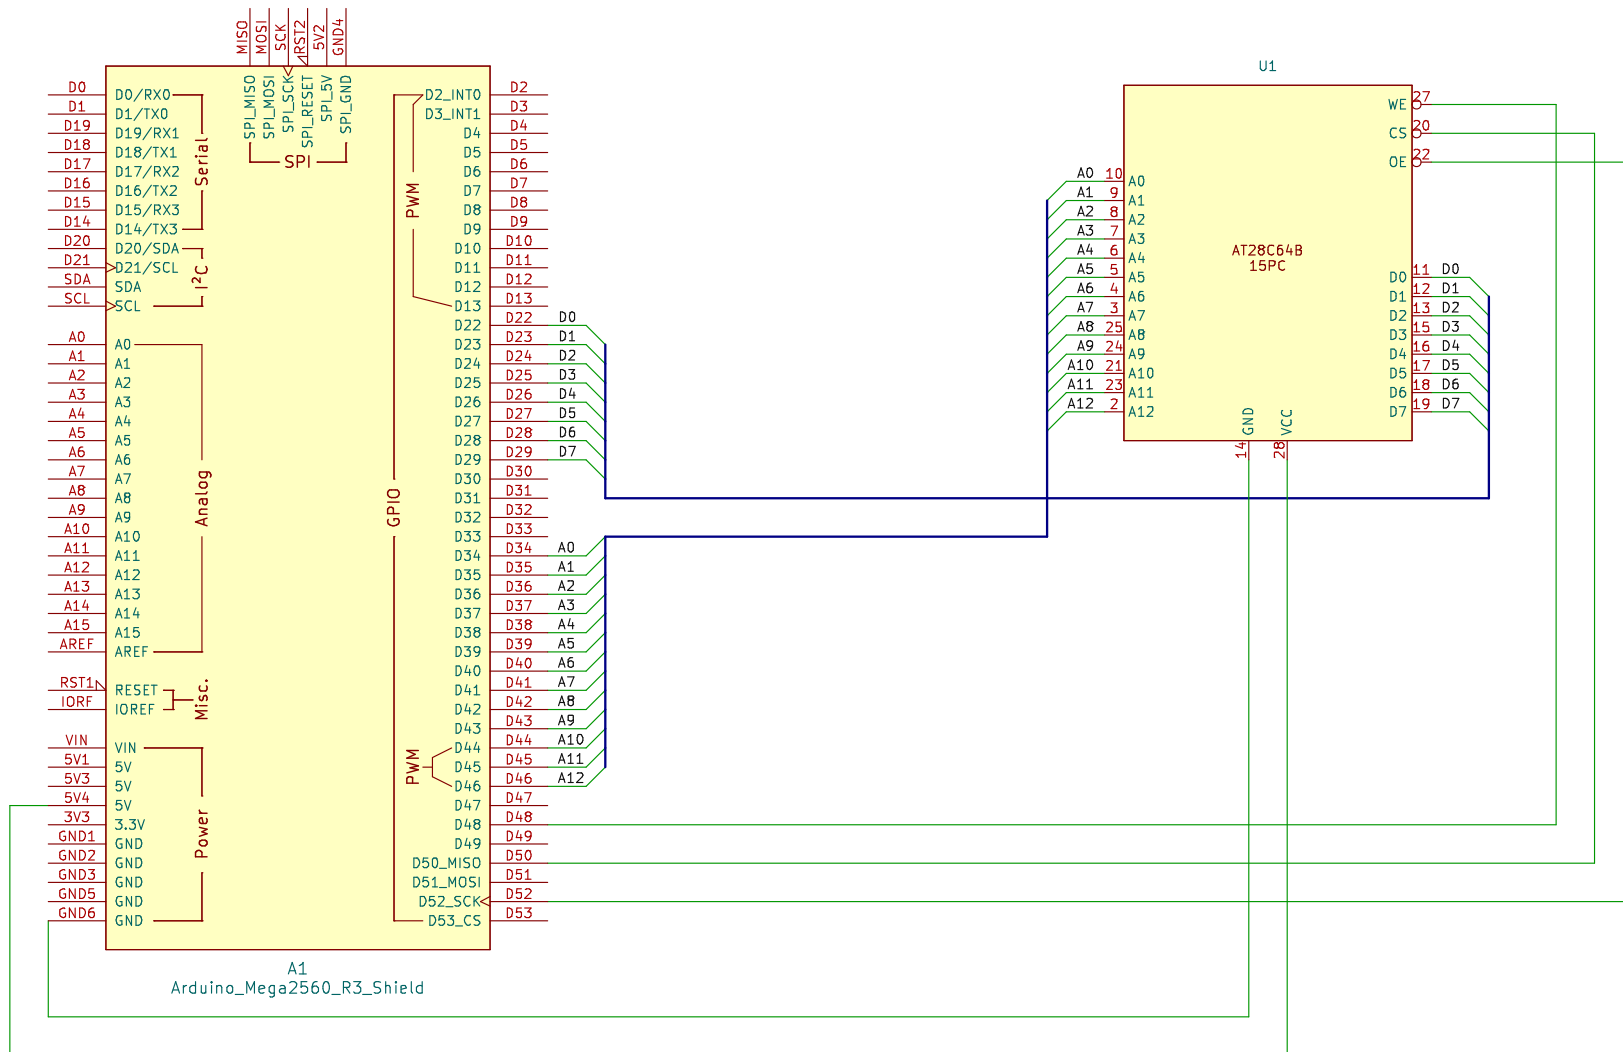 MISO
MOSI
SCK
RST2
5V2
GND4
SPI_MISO
SPI_MOSI
SPI_SCK
SPI_RESET
SPI_5V
SPI_GND
SPI
D0 D0/RX0
D1 D1/TX0
D19 D19/RX1
D18 D18/TX1
D17 D17/RX2
D16 D16/TX2
D15 D15/RX3
D14 D14/TX3
Serial
D20 D20/SDA
D21 D21/SCL
SDA SDA
SCL SCL
I²C
A0 A0
A1 A1
A2 A2
A3 A3
A4 A4
A5 A5
A6 A6
A7 A7
A8 A8
A9 A9
A10 A10
A11 A11
A12 A12
A13 A13
A14 A14
A15 A15
AREF AREF
Analog
RST1 RESET
IORF IOREF
Misc.
VIN VIN
5V1 5V
5V3 5V
5V4 5V
3V3 3.3V
GND1 GND
GND2 GND
GND3 GND
GND5 GND
GND6 GND
Power
PWM
GPIO
PWM
D2_INT0 D2
D3_INT1 D3
D4 D4
D5 D5
D6 D6
D7 D7
D8 D8
D9 D9
D10 D10
D11 D11
D12 D12
D13 D13
D22 D22 D0
D23 D23 D1
D24 D24 D2
D25 D25 D3
D26 D26 D4
D27 D27 D5
D28 D28 D6
D29 D29 D7
D30 D30
D31 D31
D32 D32
D33 D33
D34 D34 A0
D35 D35 A1
D36 D36 A2
D37 D37 A3
D38 D38 A4
D39 D39 A5
D40 D40 A6
D41 D41 A7
D42 D42 A8
D43 D43 A9
D44 D44 A10
D45 D45 A11
D46 D46 A12
D47 D47
D48 D48
D49 D49
D50_MISO D50
D51_MOSI D51
D52_SCK D52
D53_CS D53
A1
Arduino_Mega2560_R3_Shield
U1
WE 27
CS 20
OE 22
A0 10 A0
A1 9 A1
A2 8 A2
A3 7 A3
A4 6 A4
A5 5 A5
A6 4 A6
A7 3 A7
A8 25 A8
A9 24 A9
A10 21 A10
A11 23 A11
A12 2 A12
AT28C64B
15PC
D0 11 D0
D1 12 D1
D2 13 D2
D3 15 D3
D4 16 D4
D5 17 D5
D6 18 D6
D7 19 D7
GND
14
VCC
28